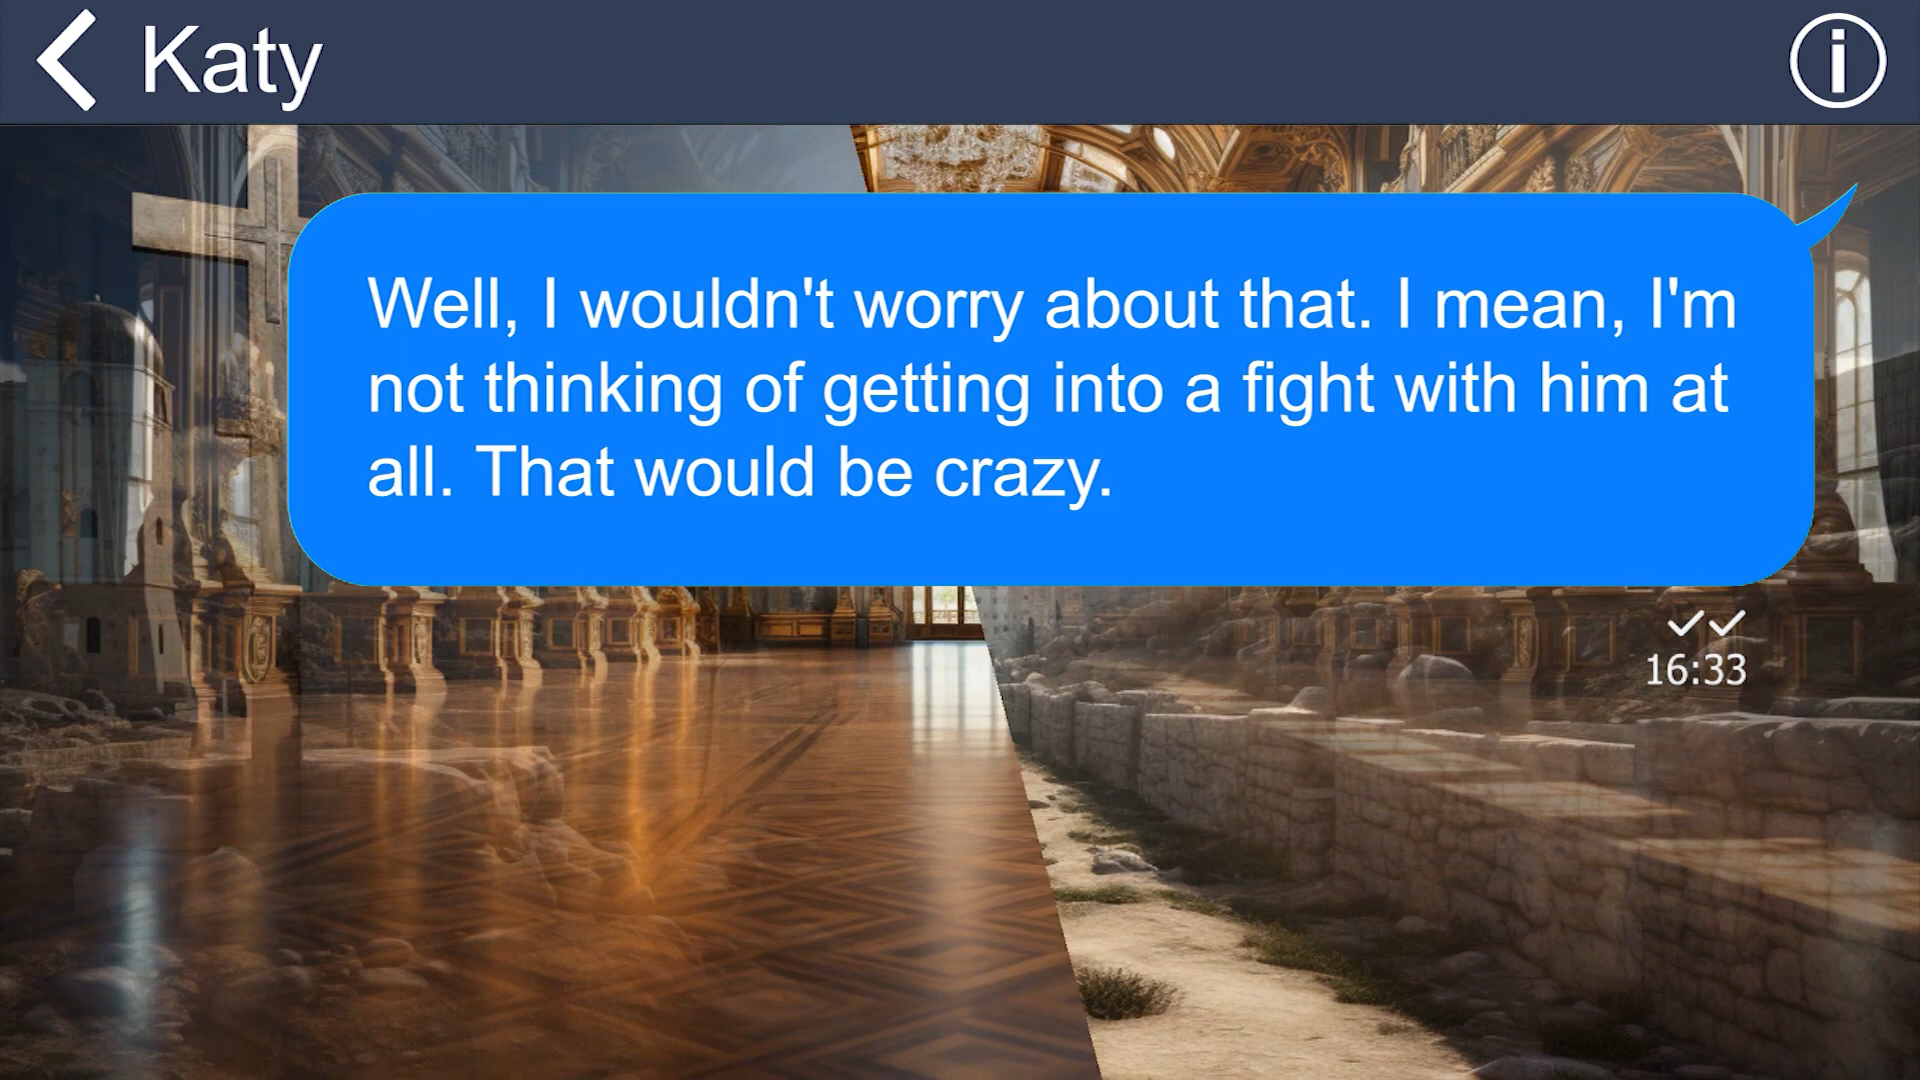 Katy
Well, I wouldn't worry about that. I mean, I'm
not thinking of getting into a fight with him at
all. That would be crazy.
16:33